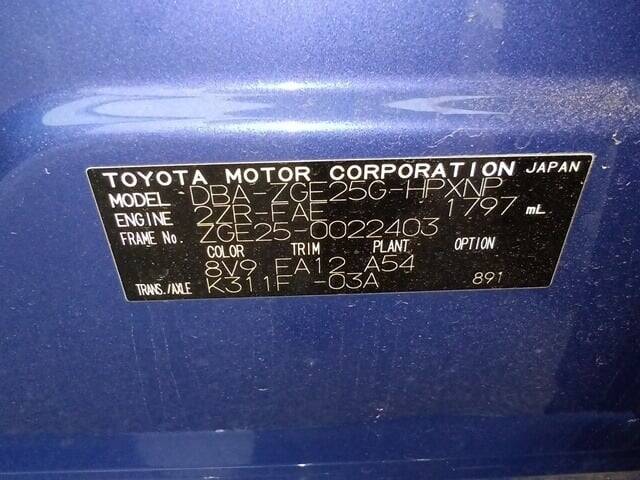 TOYOTA MOTOR CORPORATION JAPAN
MODEL DBA-ZGE25G-HPXNP
ENGINE 2ZR-FAE 1797 mL
FRAME No. ZGE25-0022403
COLOR TRIM PLANT OPTION
8V9 FA12 A54
TRANS./AXLE K311F -03A 891